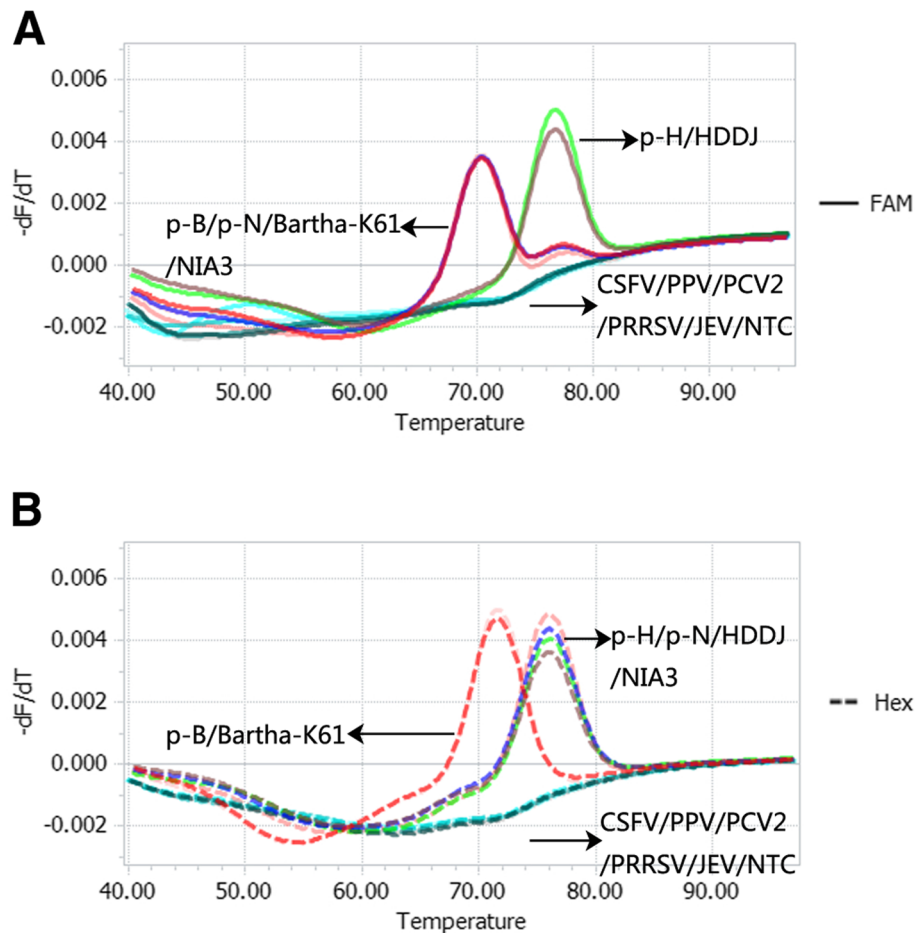 A
0.006
0.004
0.002
0.000
-0.002
-dF/dT
p-H/HDDJ
p-B/p-N/Bartha-K61
/NIA3
CSFV/PPV/PCV2
/PRRSV/JEV/NTC
FAM
40.00 50.00 60.00 70.00 80.00 90.00
Temperature
B
0.006
0.004
0.002
0.000
-0.002
-dF/dT
p-H/p-N/HDDJ
/NIA3
p-B/Bartha-K61
CSFV/PPV/PCV2
/PRRSV/JEV/NTC
Hex
40.00 50.00 60.00 70.00 80.00 90.00
Temperature